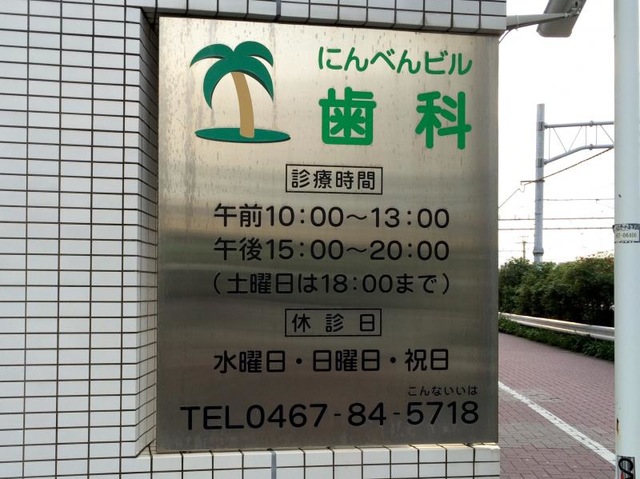 にんべんビル
歯科
診療時間
午前10:00～13:00
午後15:00～20:00
（土曜日は18:00まで）
休診日
水曜日・日曜日・祝日
こんないいは
TEL0467-84-5718